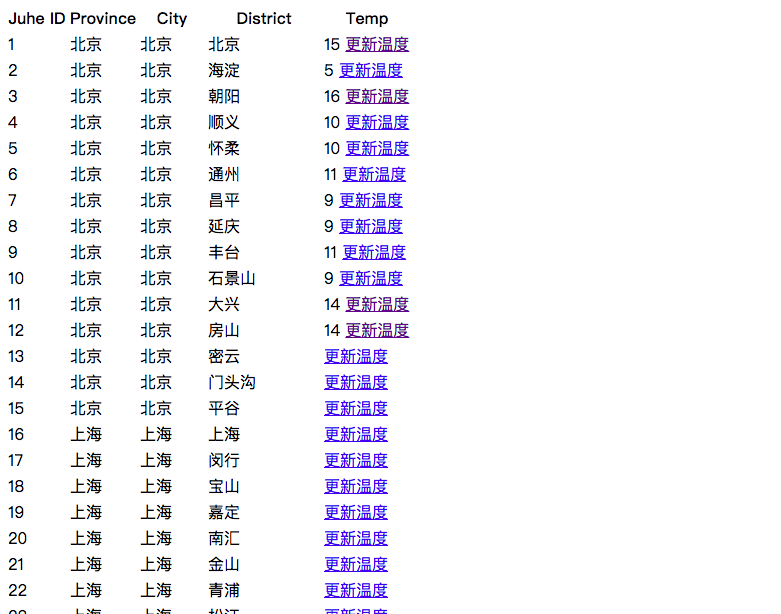 Juhe ID Province City District Temp
1 北京 北京 北京 15 更新温度
2 北京 北京 海淀 5 更新温度
3 北京 北京 朝阳 16 更新温度
4 北京 北京 顺义 10 更新温度
5 北京 北京 怀柔 10 更新温度
6 北京 北京 通州 11 更新温度
7 北京 北京 昌平 9 更新温度
8 北京 北京 延庆 9 更新温度
9 北京 北京 丰台 11 更新温度
10 北京 北京 石景山 9 更新温度
11 北京 北京 大兴 14 更新温度
12 北京 北京 房山 14 更新温度
13 北京 北京 密云 更新温度
14 北京 北京 门头沟 更新温度
15 北京 北京 平谷 更新温度
16 上海 上海 上海 更新温度
17 上海 上海 闵行 更新温度
18 上海 上海 宝山 更新温度
19 上海 上海 嘉定 更新温度
20 上海 上海 南汇 更新温度
21 上海 上海 金山 更新温度
22 上海 上海 青浦 更新温度